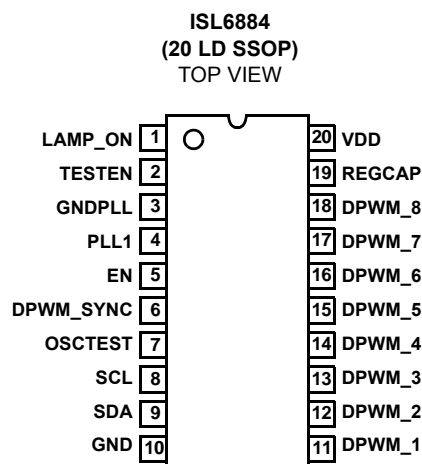 ISL6884
(20 LD SSOP)
TOP VIEW
LAMP_ON 1 20 VDD
TESTEN 2 19 REGCAP
GNDPLL 3 18 DPWM_8
PLL1 4 17 DPWM_7
EN 5 16 DPWM_6
DPWM_SYNC 6 15 DPWM_5
OSCTEST 7 14 DPWM_4
SCL 8 13 DPWM_3
SDA 9 12 DPWM_2
GND 10 11 DPWM_1